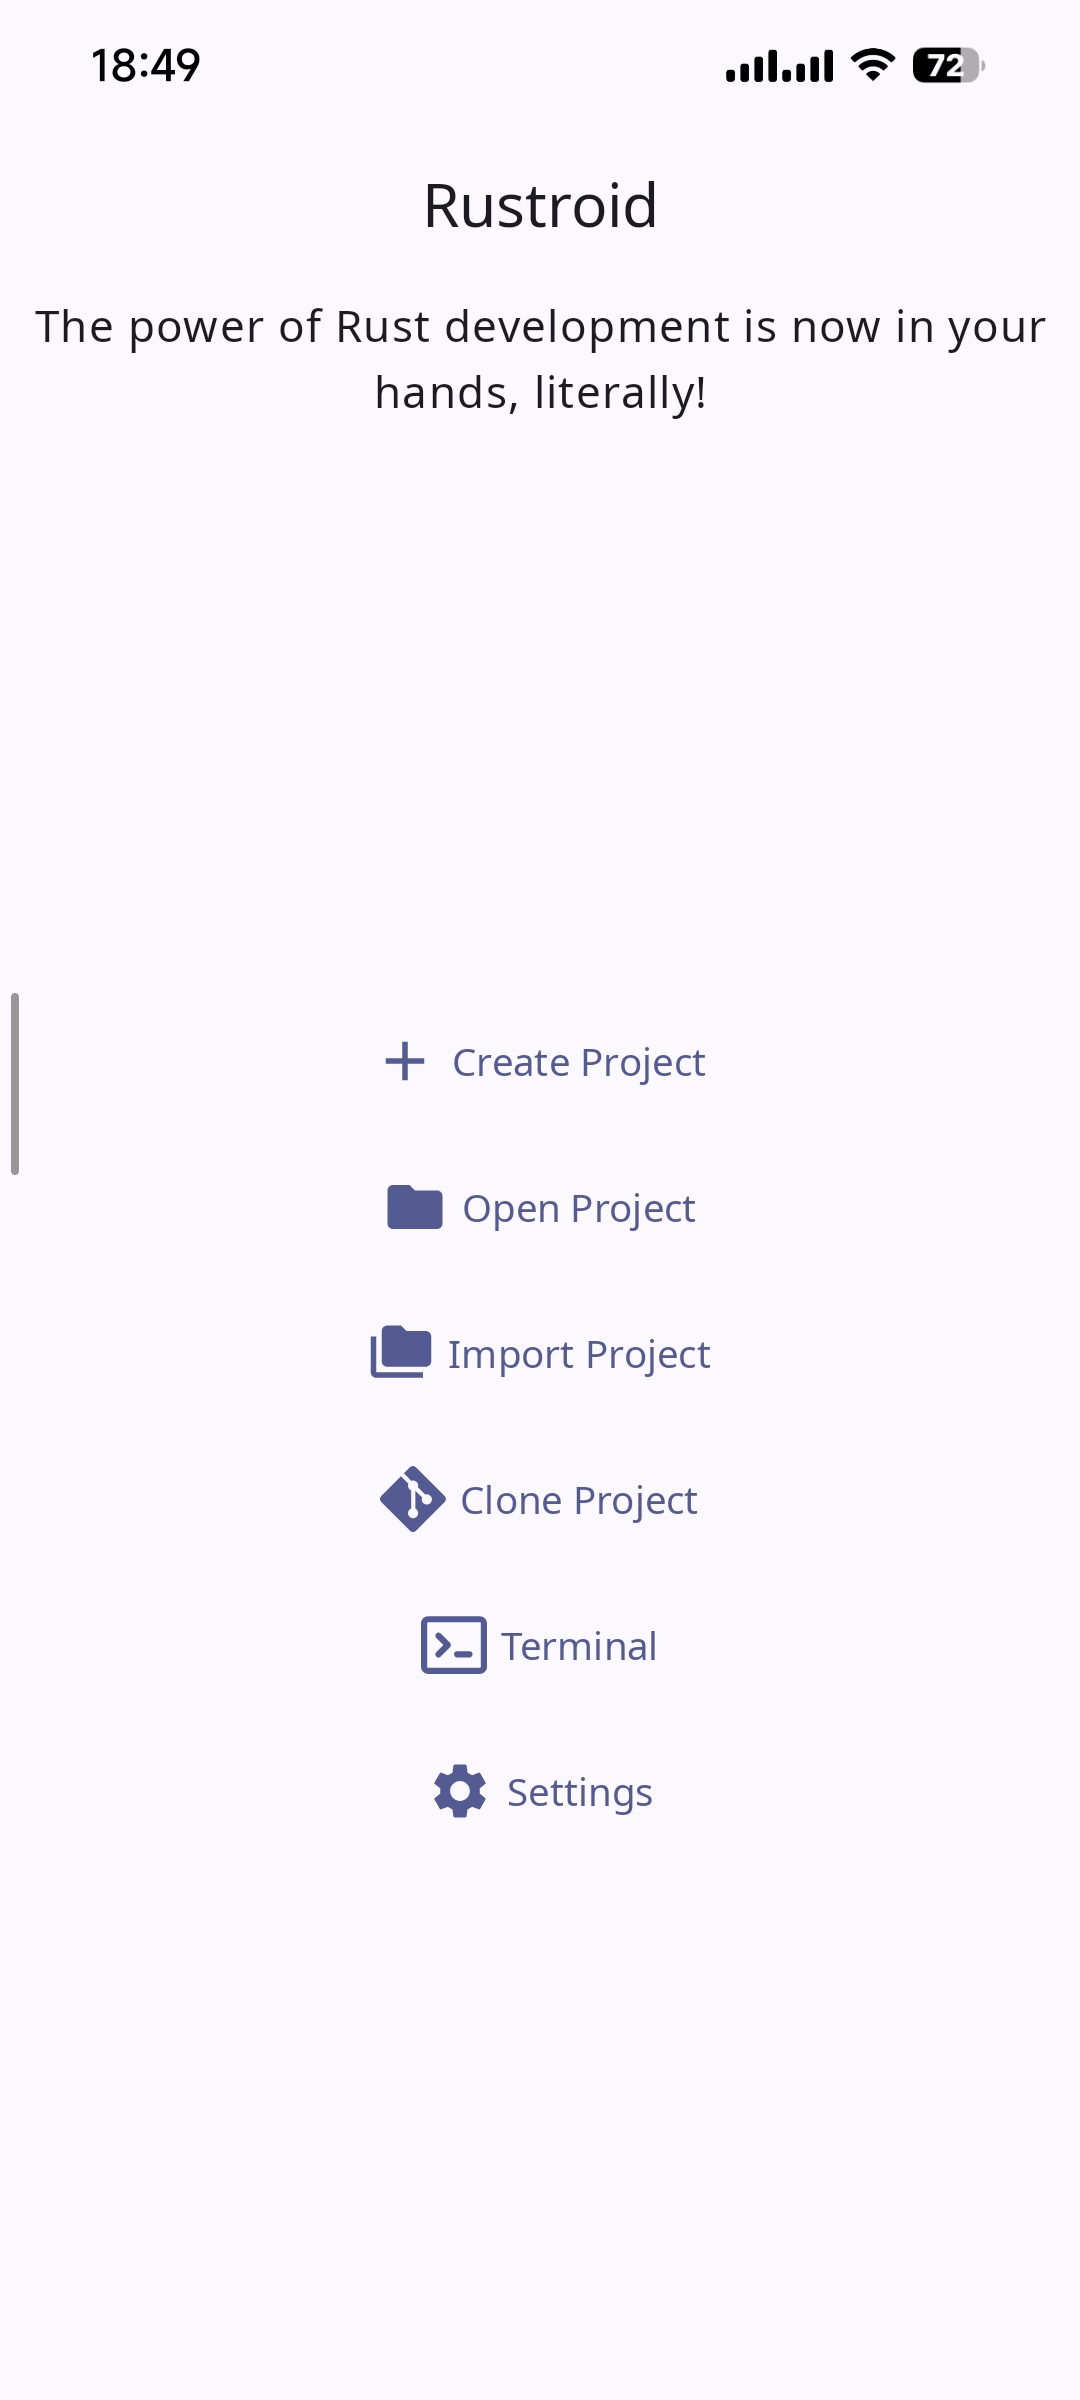 18:49
72
Rustroid
The power of Rust development is now in your
hands, literally!
Create Project
Open Project
Import Project
Clone Project
Terminal
Settings